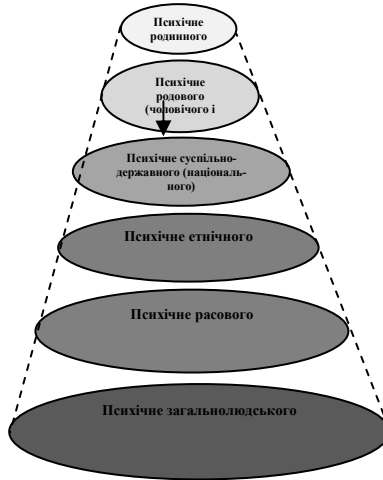 Психічне
родинного
Психічне
родового
(чоловічого і
Психічне суспільно-
державного (національ-
ного)
Психічне етнічного
Психічне расового
Психічне загальнолюдського